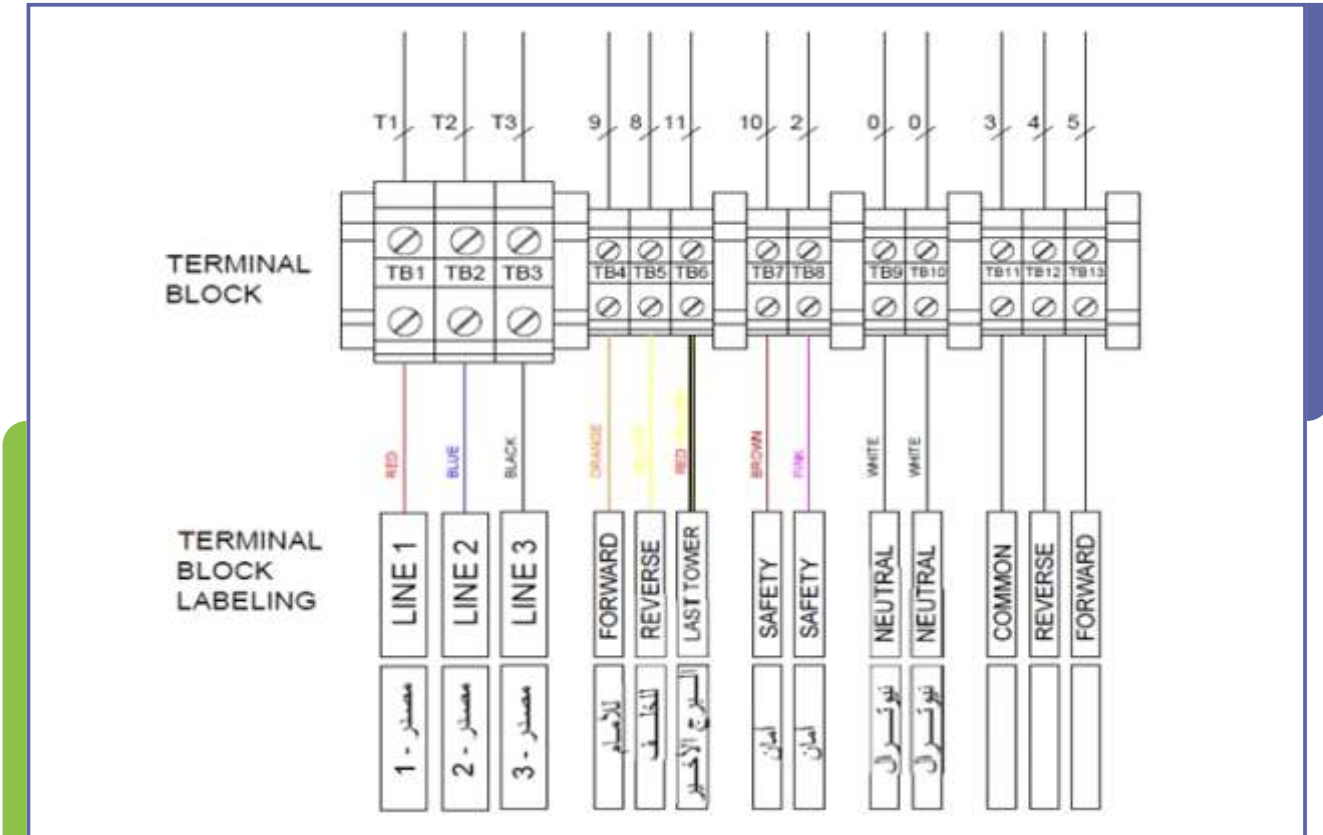 T1 T2 T3 9 8 11 10 2 0 0 3 4 5
TERMINAL
BLOCK
TB1 TB2 TB3 TB4 TB5 TB6 TB7 TB8 TB9 TB10 TB11 TB12 TB13
RED BLUE BLACK ORANGE YELLOW RED YELLOW BROWN PINK WHITE WHITE
TERMINAL
BLOCK
LABELING
LINE 1
LINE 2
LINE 3
FORWARD
REVERSE
LAST TOWER
SAFETY
SAFETY
NEUTRAL
NEUTRAL
COMMON
REVERSE
FORWARD
مصدر - 1
مصدر - 2
مصدر - 3
للأمام
للخلف
البرج الأخير
أمان
أمان
نيوترال
نيوترال